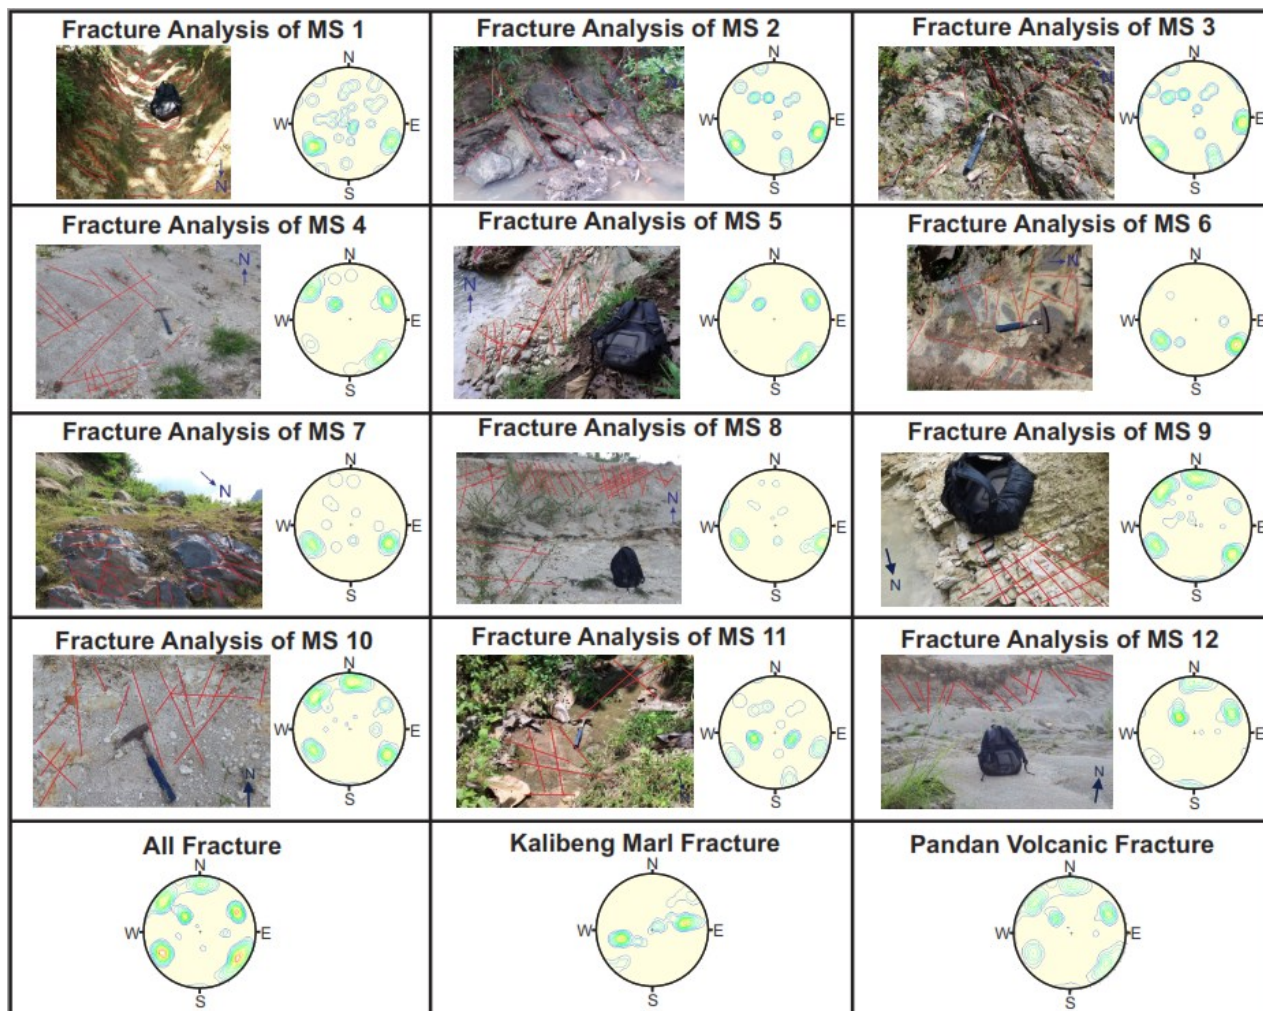 Fracture Analysis of MS 1
N
W
E
S
N
Fracture Analysis of MS 2
N
W
E
S
Fracture Analysis of MS 3
N
W
E
S
Fracture Analysis of MS 4
N
N
W
E
S
Fracture Analysis of MS 5
N
N
W
E
S
Fracture Analysis of MS 6
N
N
W
E
S
Fracture Analysis of MS 7
N
N
W
E
S
Fracture Analysis of MS 8
N
N
W
E
S
Fracture Analysis of MS 9
N
N
W
E
S
Fracture Analysis of MS 10
N
N
W
E
S
Fracture Analysis of MS 11
N
W
E
S
Fracture Analysis of MS 12
N
N
W
E
S
All Fracture
N
W
E
S
Kalibeng Marl Fracture
N
W
E
S
Pandan Volcanic Fracture
N
W
E
S